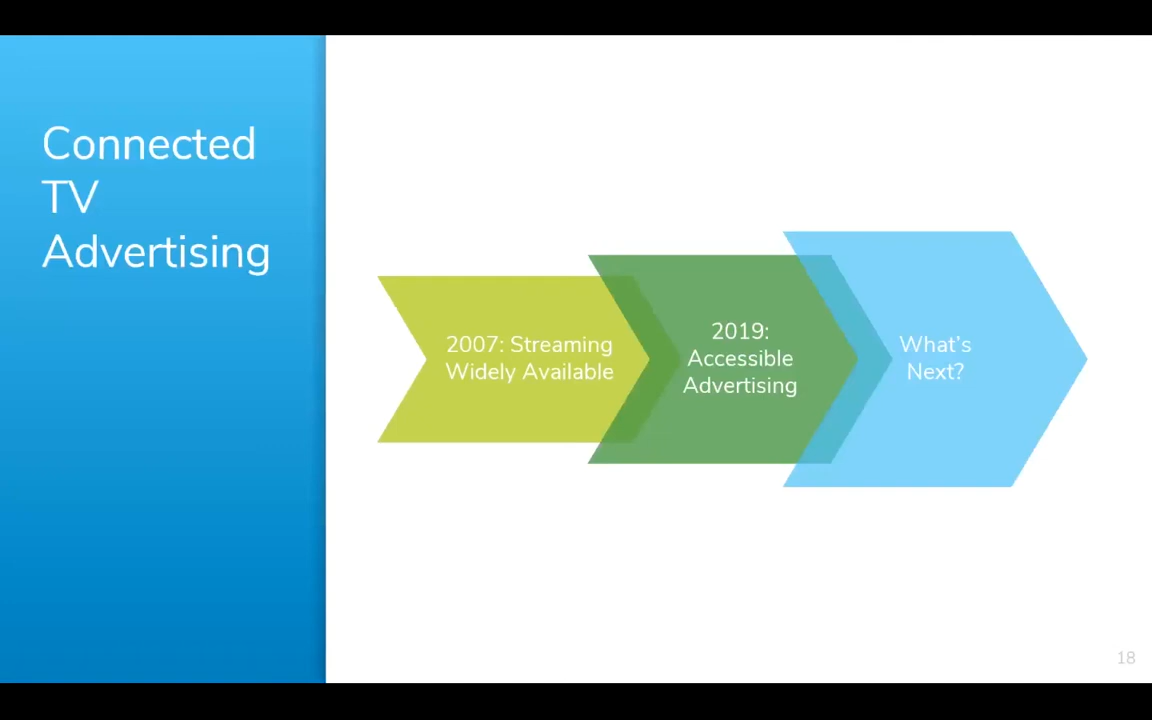 Connected
TV
Advertising
2007: Streaming
Widely Available
2019:
Accessible
Advertising
What's
Next?
18